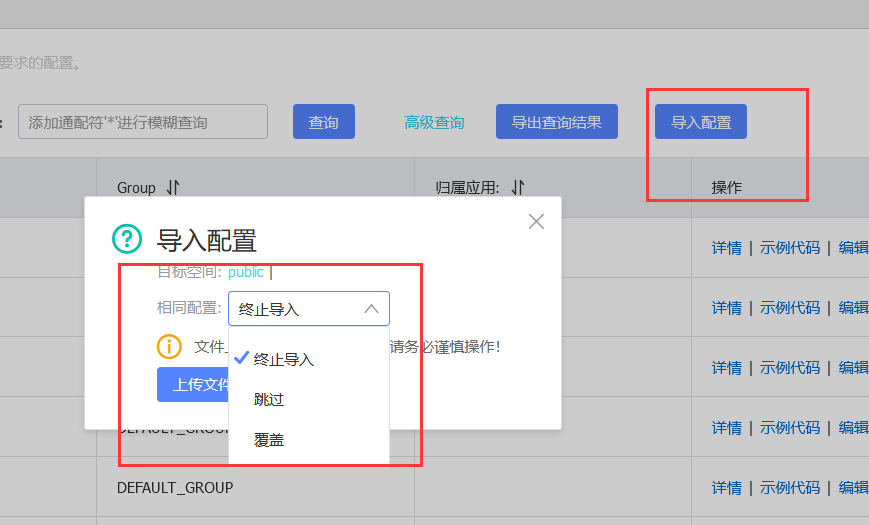 要求的配置。
添加通配符'*'进行模糊查询
查询
高级查询
导出查询结果
导入配置
Group
归属应用:
操作
导入配置
目标空间: public |
相同配置: 终止导入
文件
请务必谨慎操作!
上传文件
终止导入
跳过
覆盖
详情 | 示例代码 | 编辑
详情 | 示例代码 | 编辑
详情 | 示例代码 | 编辑
DEFAULT_GROU
详情 | 示例代码 | 编辑
DEFAULT_GROUP
详情 | 示例代码 | 编辑